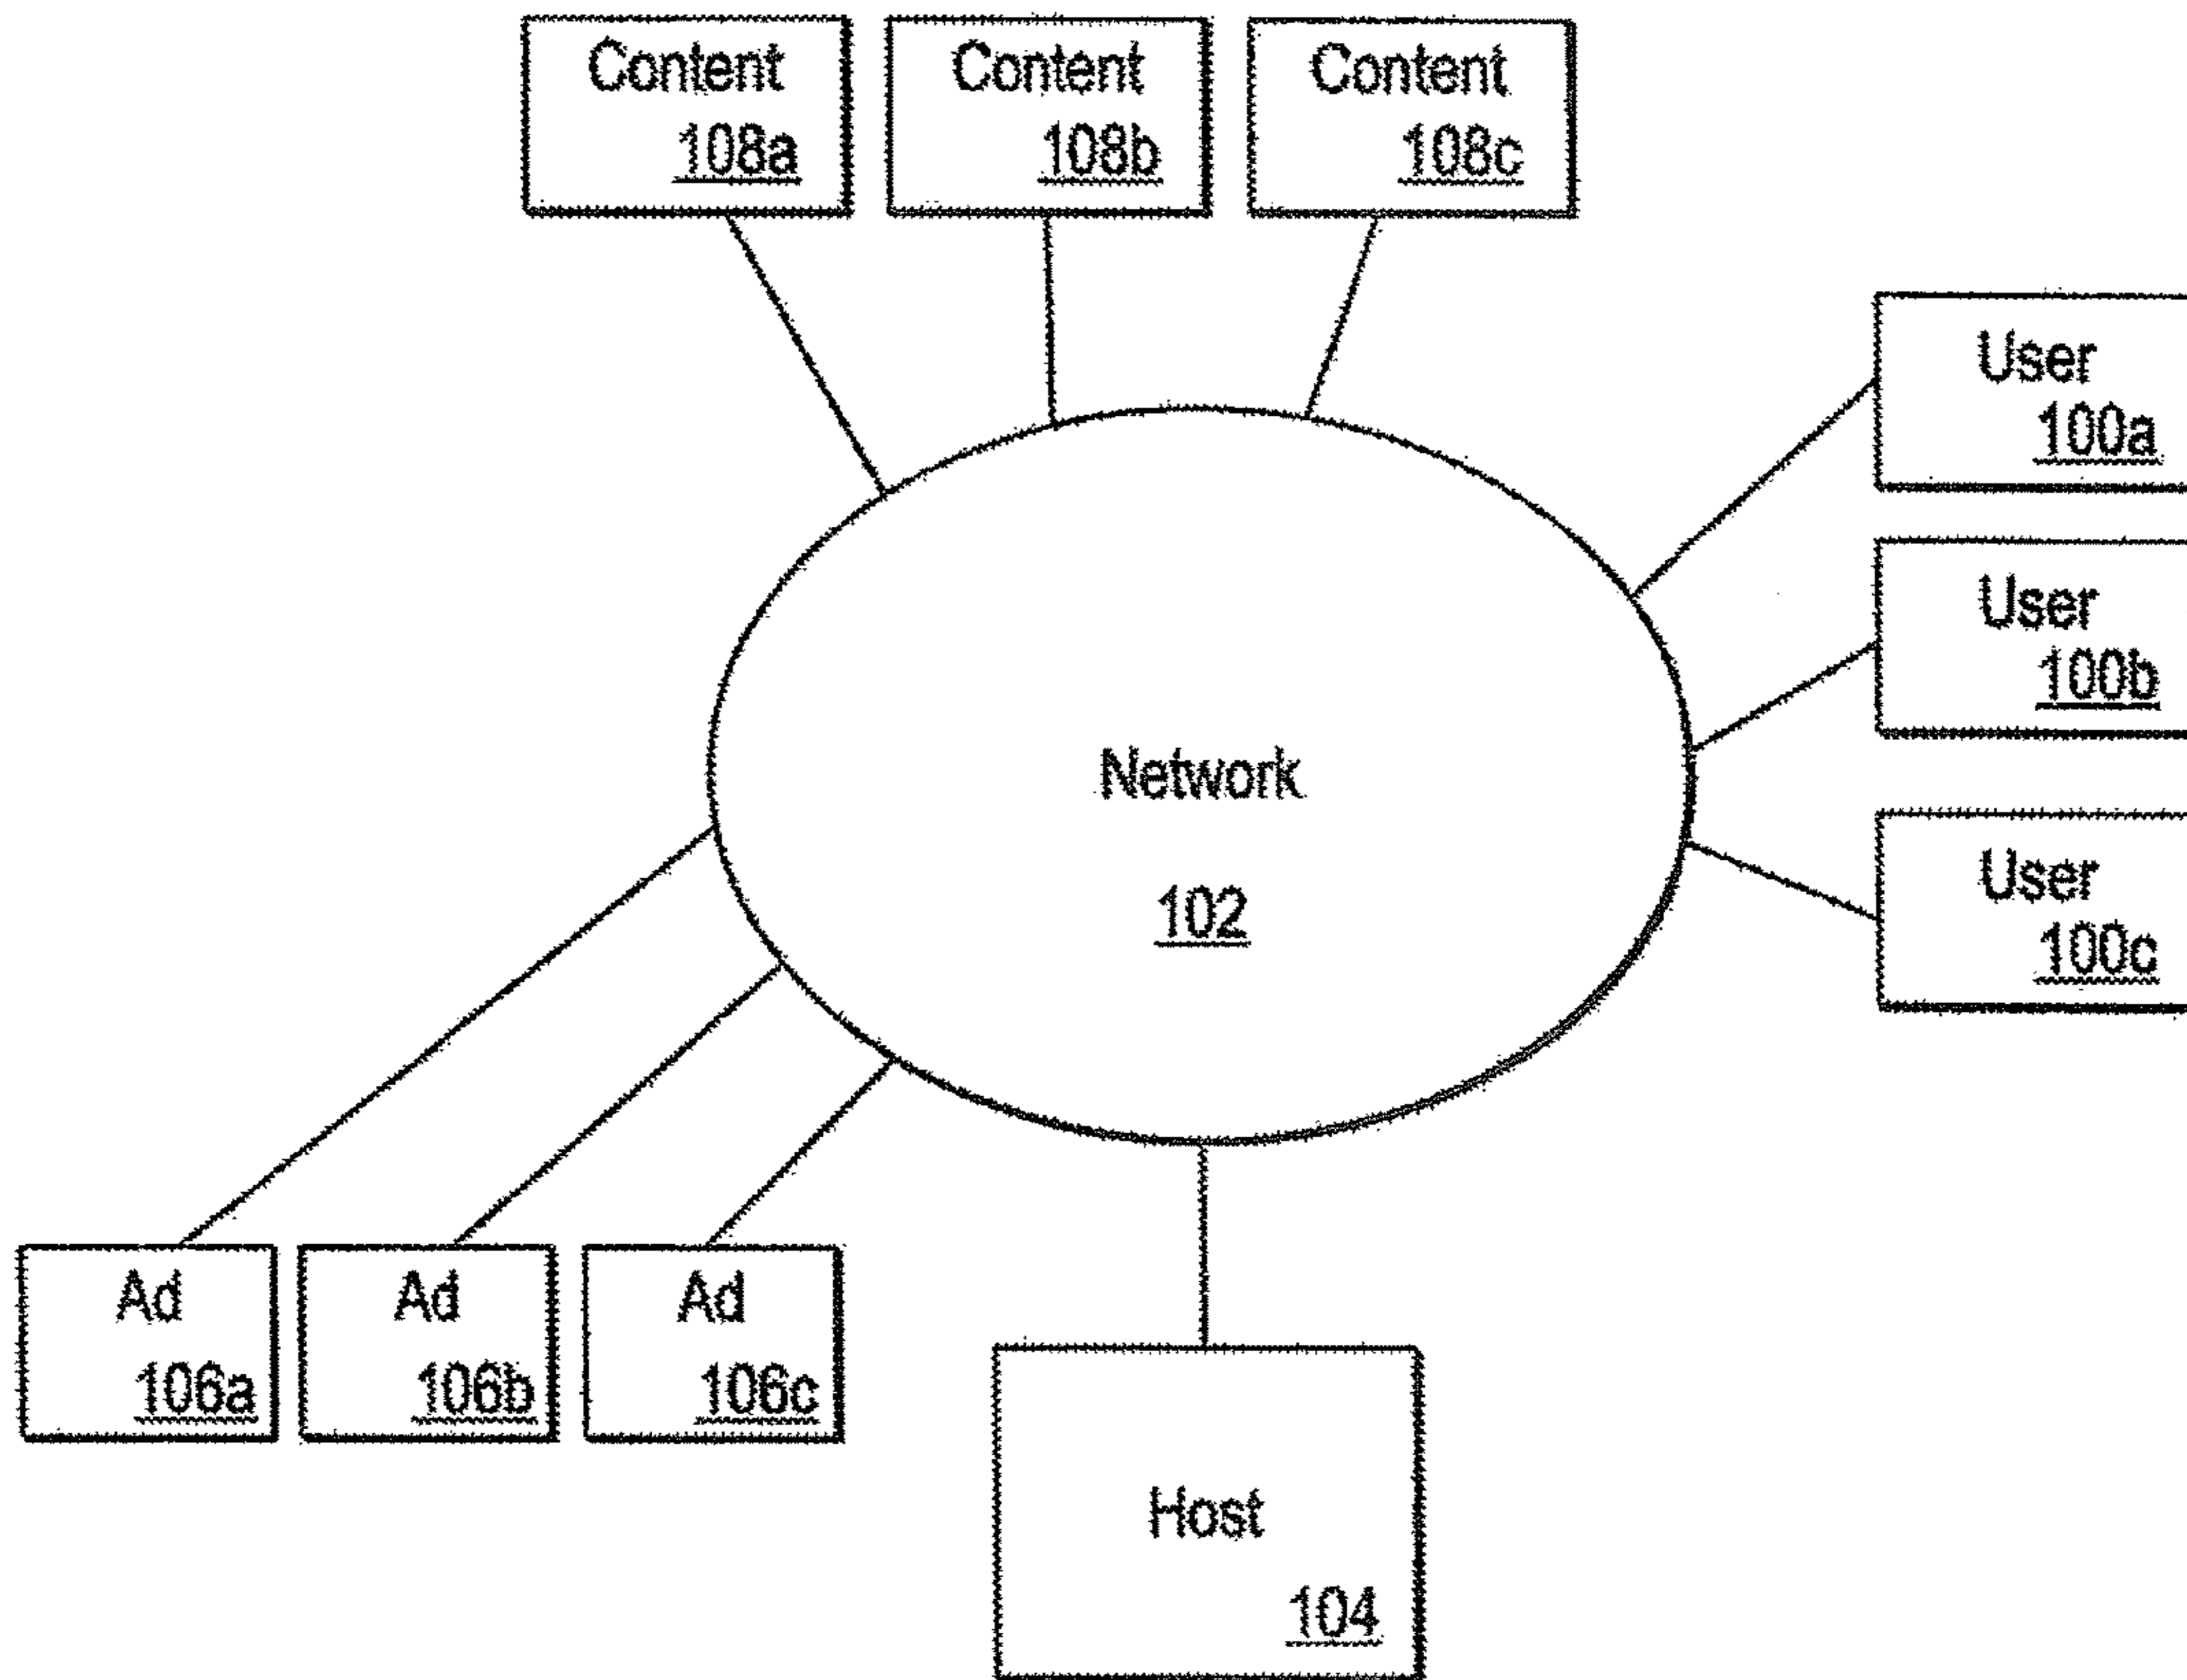 Content
108a
Content
108b
Content
108c
User
100a
User
100b
User
100c
Network
102
Ad
106a
Ad
106b
Ad
106c
Host
104